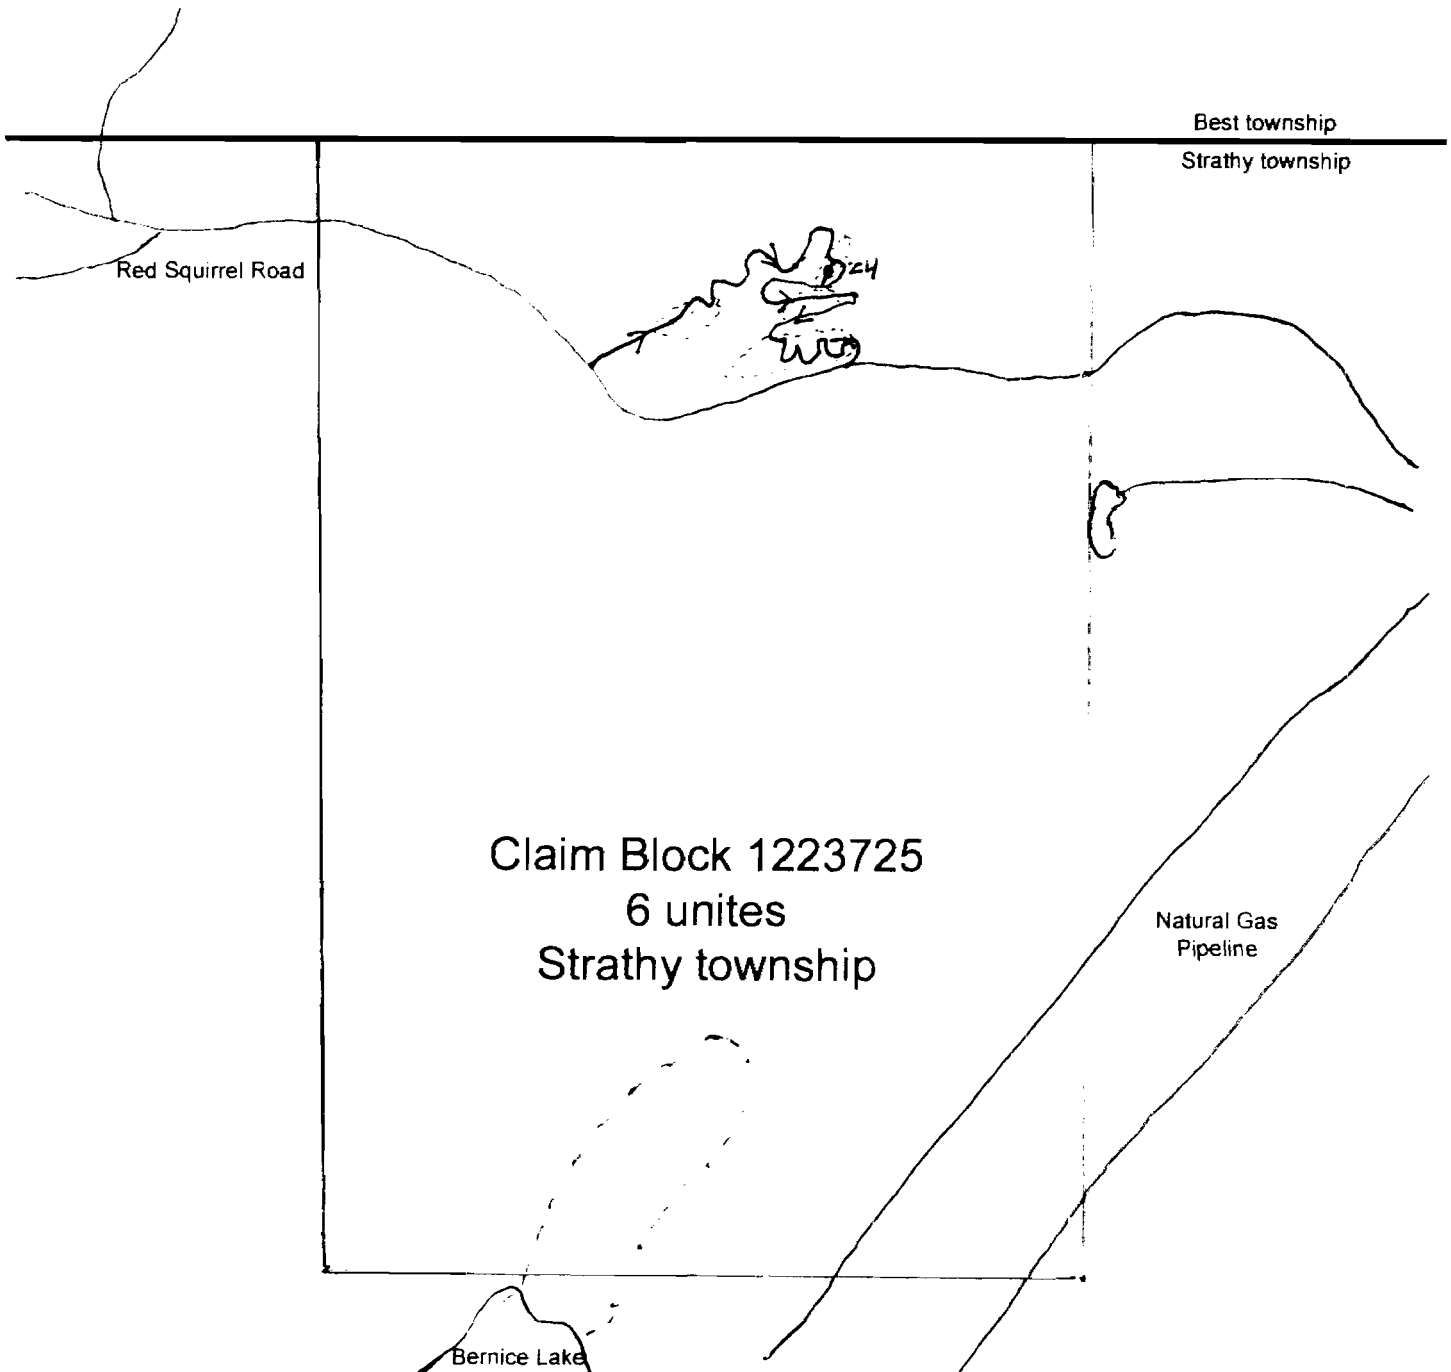 Best township
Strathy township
Red Squirrel Road
24
Claim Block 1223725
6 unites
Strathy township
Natural Gas
Pipeline
Bernice Lake